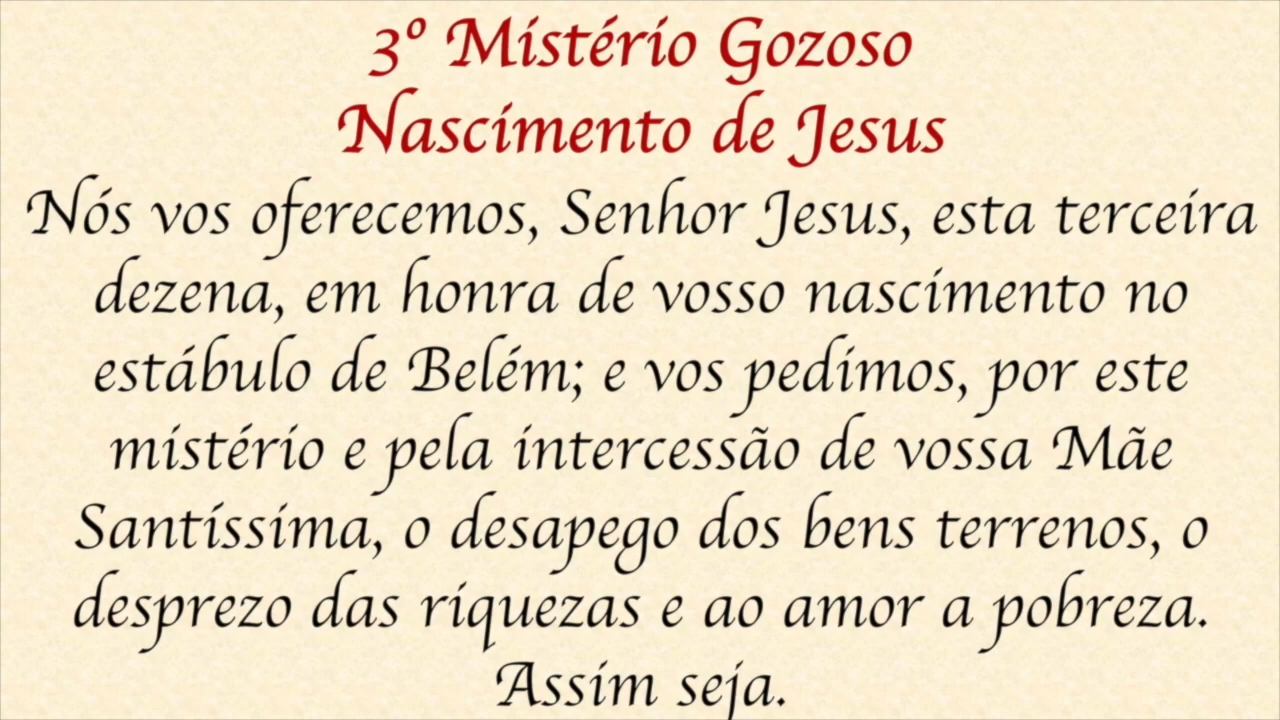 3º Mistério Gozoso
Nascimento de Jesus
Nós vos oferecemos, Senhor Jesus, esta terceira
dezena, em honra de vosso nascimento no
estábulo de Belém; e vos pedimos, por este
mistério e pela intercessão de vossa Mãe
Santíssima, o desapego dos bens terrenos, o
desprezo das riquezas e ao amor a pobreza.
Assim seja.